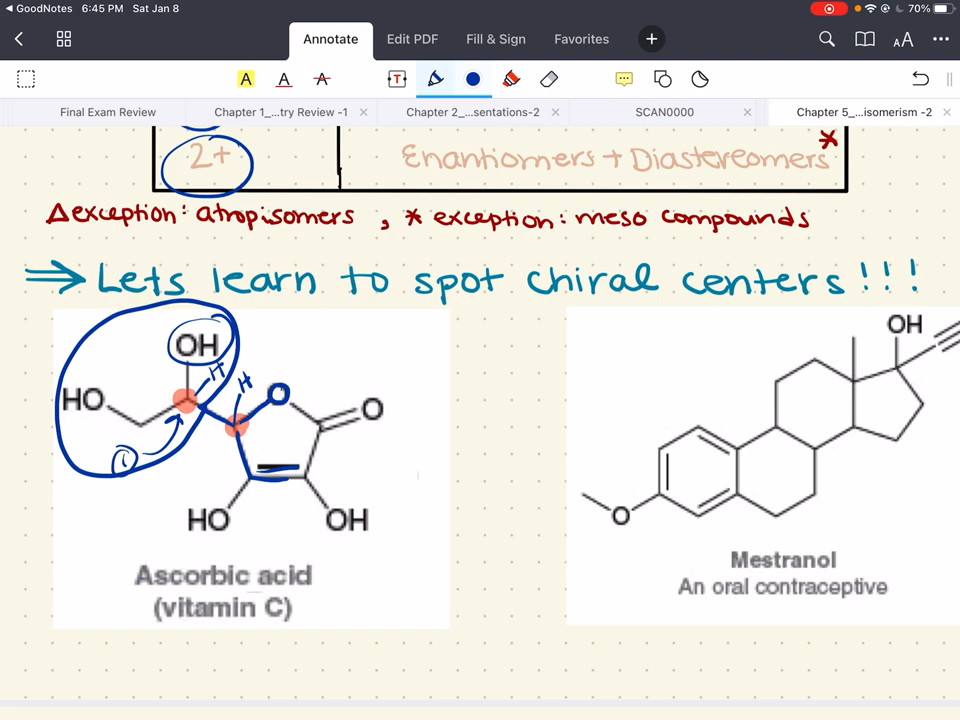 GoodNotes 6:45 PM Sat Jan 8 70%
Annotate Edit PDF Fill & Sign Favorites + AA
A A A T
Final Exam Review Chapter 1_...try Review -1 Chapter 2_...sentations-2 SCAN0000 Chapter 5_...isomerism -2
2+ Enantiomers + Diastereomers*
Δexception: atropisomers , * exception: meso compounds
⇒ Lets learn to spot chiral centers!!!
OH
H
H
HO
O
O
1
HO
OH
Ascorbic acid
(vitamin C)
OH
O
Mestranol
An oral contraceptive